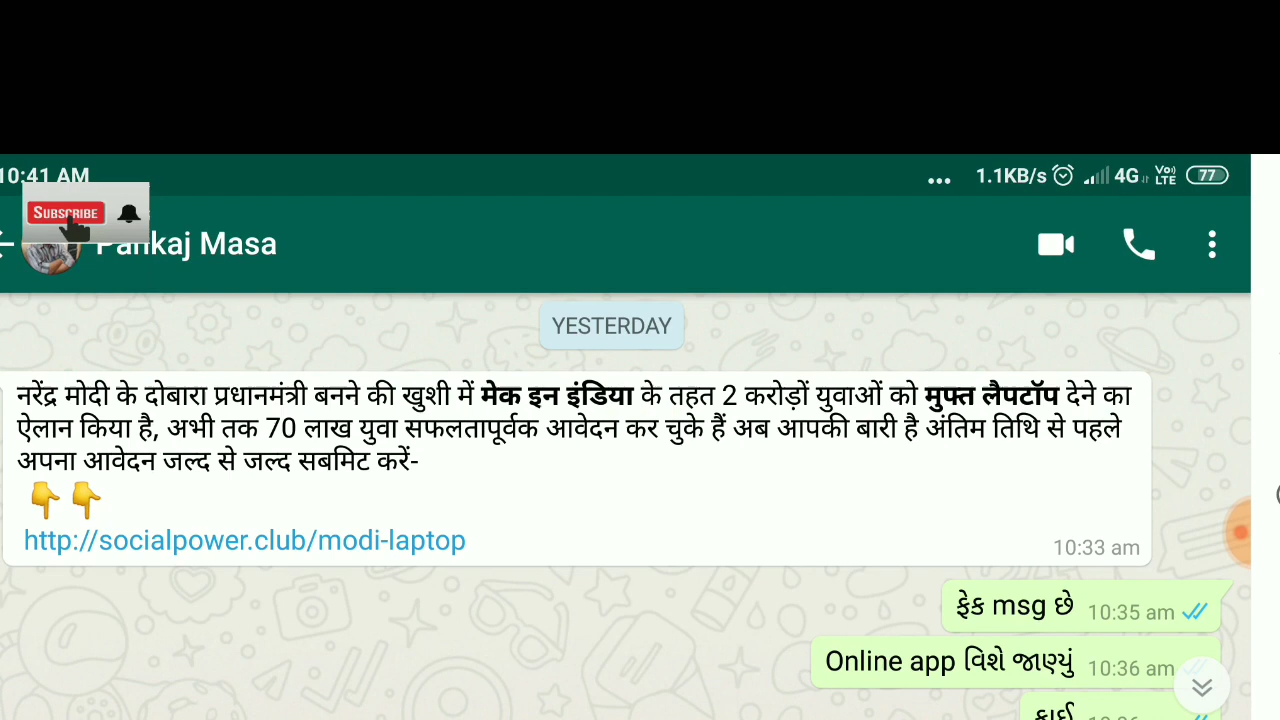 10:41 AM
1.1KB/s 4G Vo) LTE 77
SUBSCRIBE
Pankaj Masa
YESTERDAY
नरेंद्र मोदी के दोबारा प्रधानमंत्री बनने की खुशी में मेक इन इंडिया के तहत 2 करोड़ों युवाओं को मुफ्त लैपटॉप देने का
ऐलान किया है, अभी तक 70 लाख युवा सफलतापूर्वक आवेदन कर चुके हैं अब आपकी बारी है अंतिम तिथि से पहले
अपना आवेदन जल्द से जल्द सबमिट करें-
👇👇
http://socialpower.club/modi-laptop
10:33 am
ફેક msg છે 10:35 am
Online app વિશે જાણ્યું 10:36 am